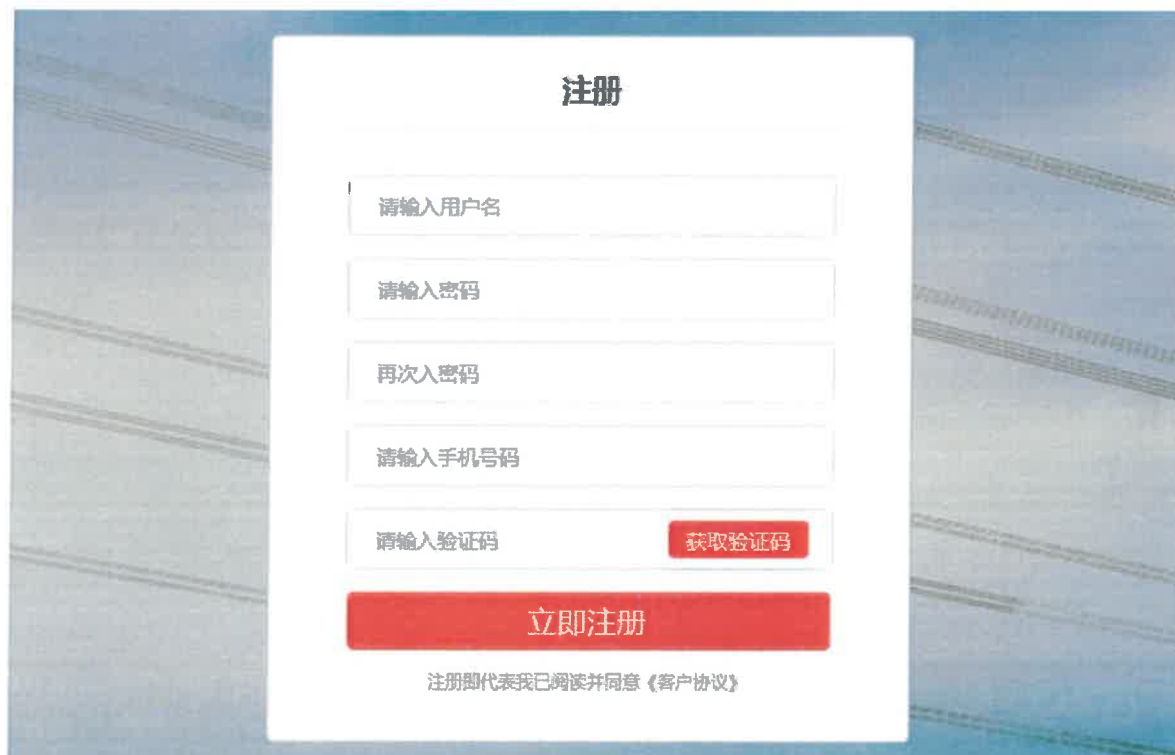 注册
请输入用户名
请输入密码
再次入密码
请输入手机号码
请输入验证码 获取验证码
立即注册
注册即代表我已阅读并同意《客户协议》